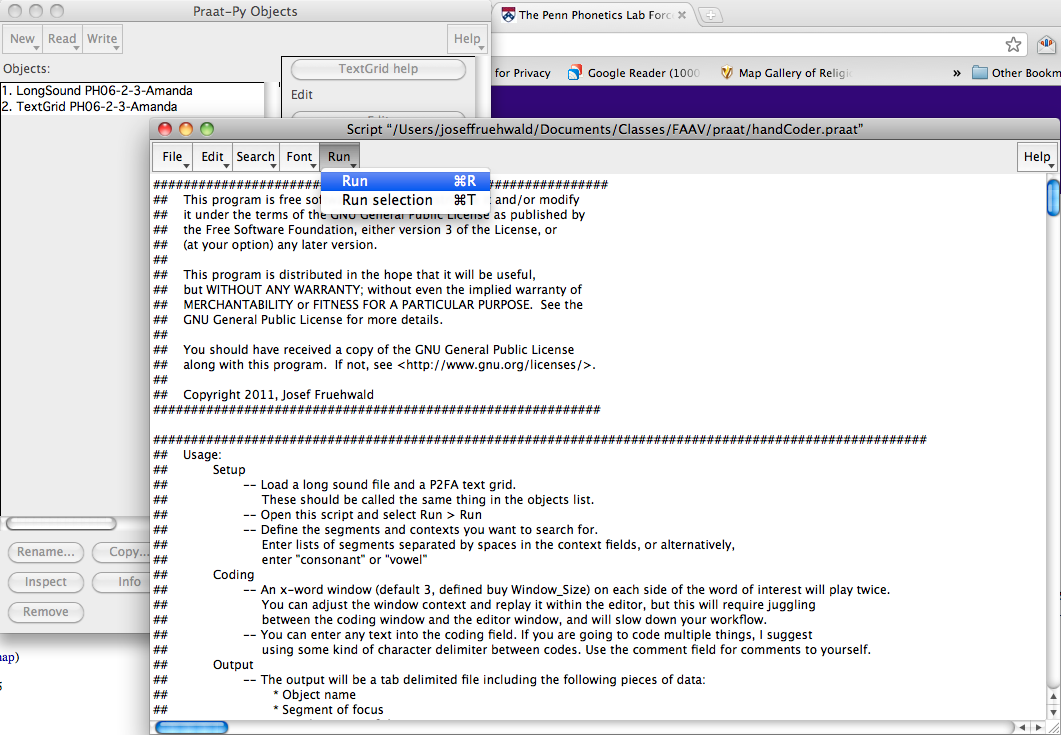 Praat-Py Objects
New Read Write Help
Objects:
1. LongSound PH06-2-3-Amanda
2. TextGrid PH06-2-3-Amanda
TextGrid help
Edit
Rename... Copy...
Inspect Info
Remove
The Penn Phonetics Lab Forc
for Privacy Google Reader (1000 Map Gallery of Religi » Other Bookm
Script "/Users/joseffruehwald/Documents/Classes/FAAV/praat/handCoder.praat"
File Edit Search Font Run Help
Run ⌘R
Run selection ⌘T
############################################################
## This program is free sof and/or modify
## it under the terms of the GNU General Public License as published by
## the Free Software Foundation, either version 3 of the License, or
## (at your option) any later version.
##
## This program is distributed in the hope that it will be useful,
## but WITHOUT ANY WARRANTY; without even the implied warranty of
## MERCHANTABILITY or FITNESS FOR A PARTICULAR PURPOSE.  See the
## GNU General Public License for more details.
##
## You should have received a copy of the GNU General Public License
## along with this program.  If not, see <http://www.gnu.org/licenses/>.
##
## Copyright 2011, Josef Fruehwald
###########################################################
######################################################################################################
## Usage:
## Setup
## -- Load a long sound file and a P2FA text grid.
## These should be called the same thing in the objects list.
## -- Open this script and select Run > Run
## -- Define the segments and contexts you want to search for.
## Enter lists of segments separated by spaces in the context fields, or alternatively,
## enter "consonant" or "vowel"
## Coding
## -- An x-word window (default 3, defined buy Window_Size) on each side of the word of interest will play twice.
## You can adjust the window context and replay it within the editor, but this will require juggling
## between the coding window and the editor window, and will slow down your workflow.
## -- You can enter any text into the coding field. If you are going to code multiple things, I suggest
## using some kind of character delimiter between codes. Use the comment field for comments to yourself.
## Output
## -- The output will be a tab delimited file including the following pieces of data:
## * Object name
## * Segment of focus